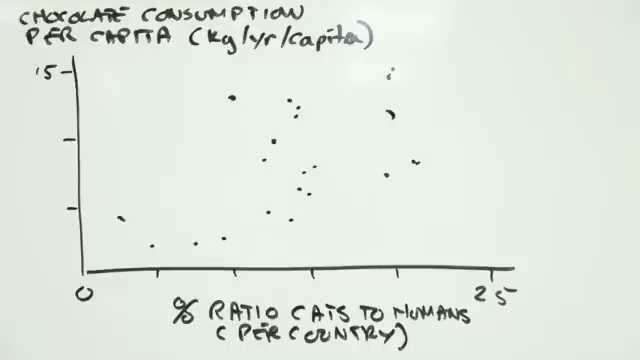 CHOCOLATE CONSUMPTION
PER CAPITA (kg/yr/capita)
15
0
25
% RATIO CATS TO HUMANS
(PER COUNTRY)